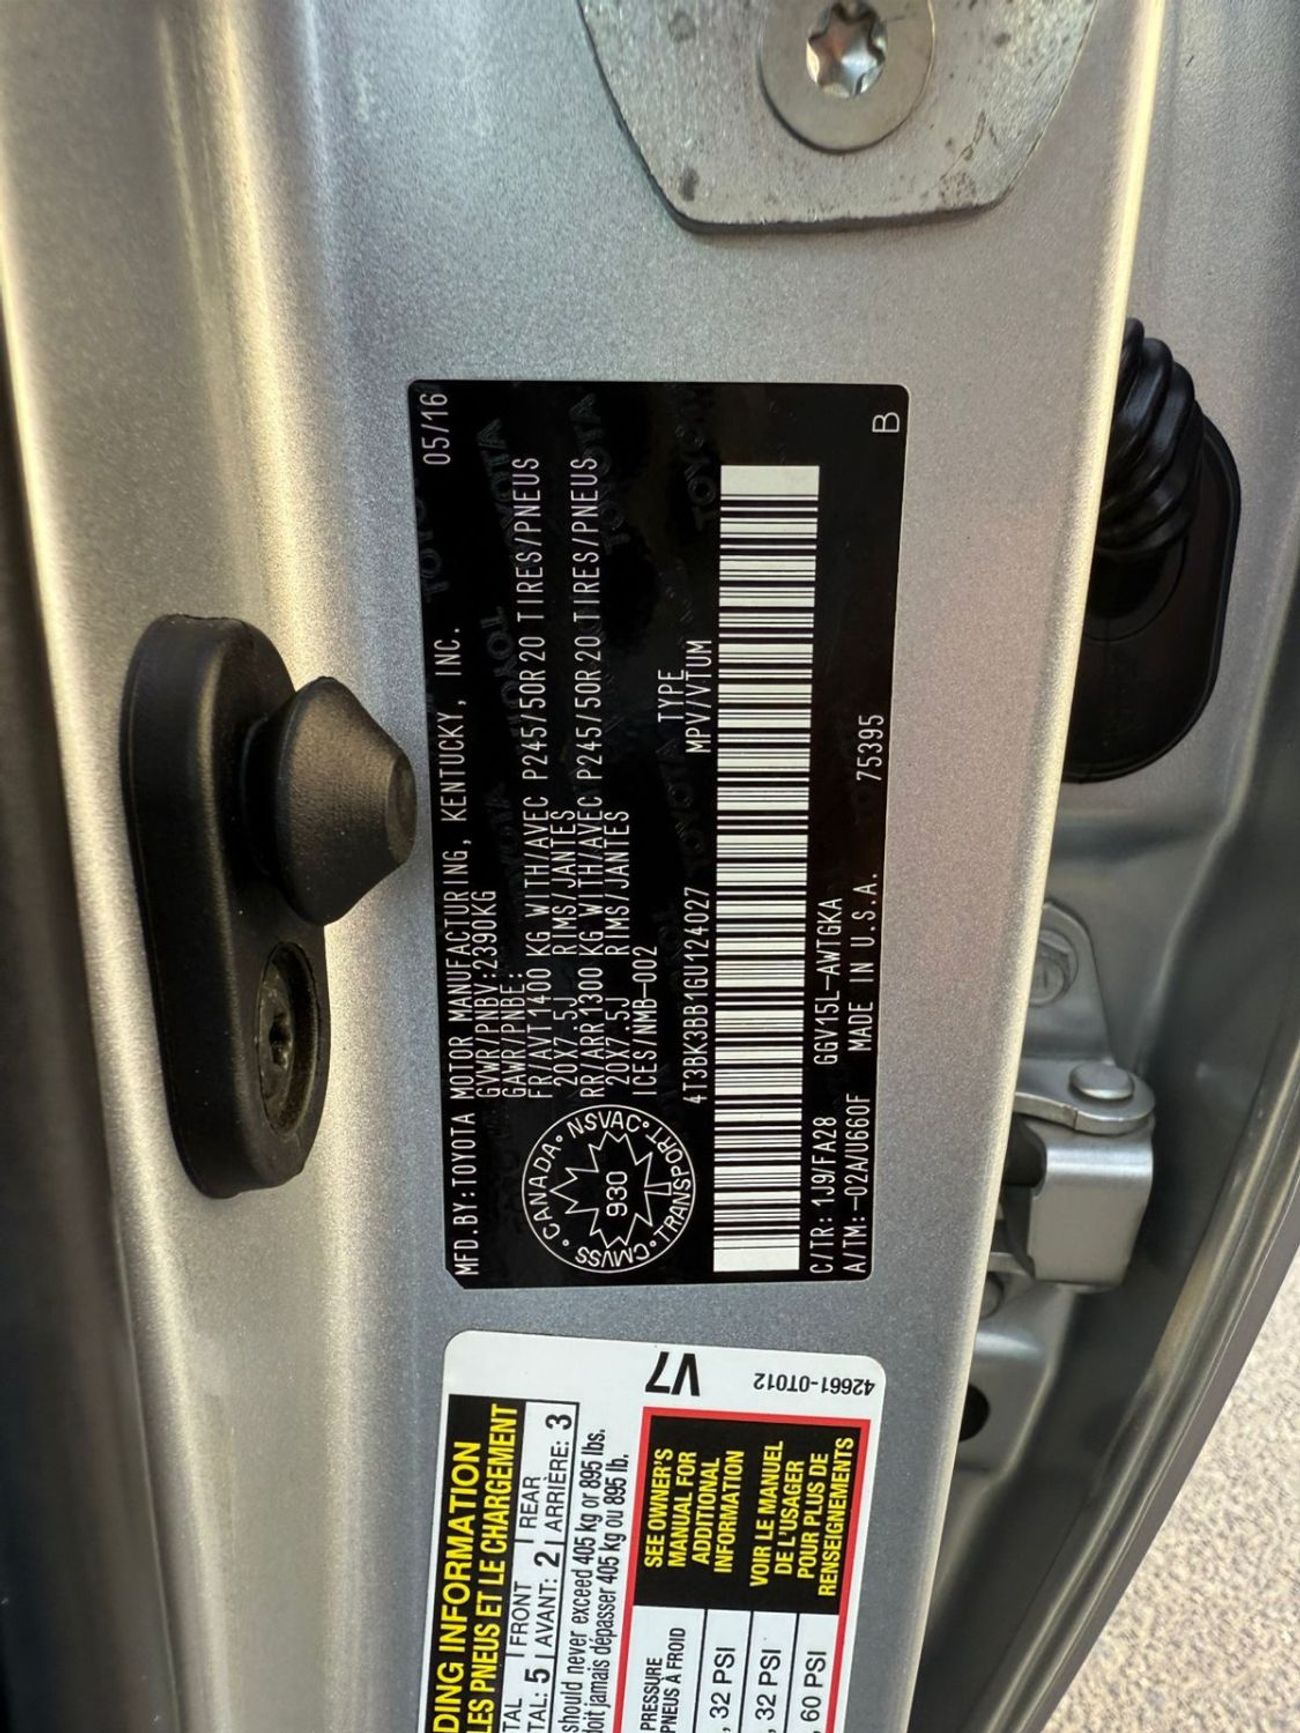 MFD.BY:TOYOTA MOTOR MANUFACTURING, KENTUCKY, INC. 05/16
GVWR/PNBV:2390KG
GAWR/PNBE:
FR/AVT1400 KG WITH/AVEC P245/50R20 TIRES/PNEUS
20X7.5J RIMS/JANTES
RR/ARR1300 KG WITH/AVEC P245/50R20 TIRES/PNEUS
20X7.5J RIMS/JANTES
ICES/NMB-002
CANADA • NSVAC • TRANSPORT • CMVSS •
930
TYPE
4T3BK3BB1GU124027 MPV/VTUM
C/TR: 1J9/FA28 GGV15L-AWTGKA
A/TM:-02A/U660F MADE IN U.S.A. 75395 B
DING INFORMATION
LES PNEUS ET LE CHARGEMENT
TAL FRONT REAR
TAL: 5 AVANT: 2 ARRIÈRE: 3
should never exceed 405 kg or 895 lbs.
doit jamais dépasser 405 kg ou 895 lb.
V7
42661-0T012
PRESSURE
PNEUS À FROID
, 32 PSI
, 32 PSI
, 60 PSI
SEE OWNER'S
MANUAL FOR
ADDITIONAL
INFORMATION
VOIR LE MANUEL
DE L'USAGER
POUR PLUS DE
RENSEIGNEMENTS